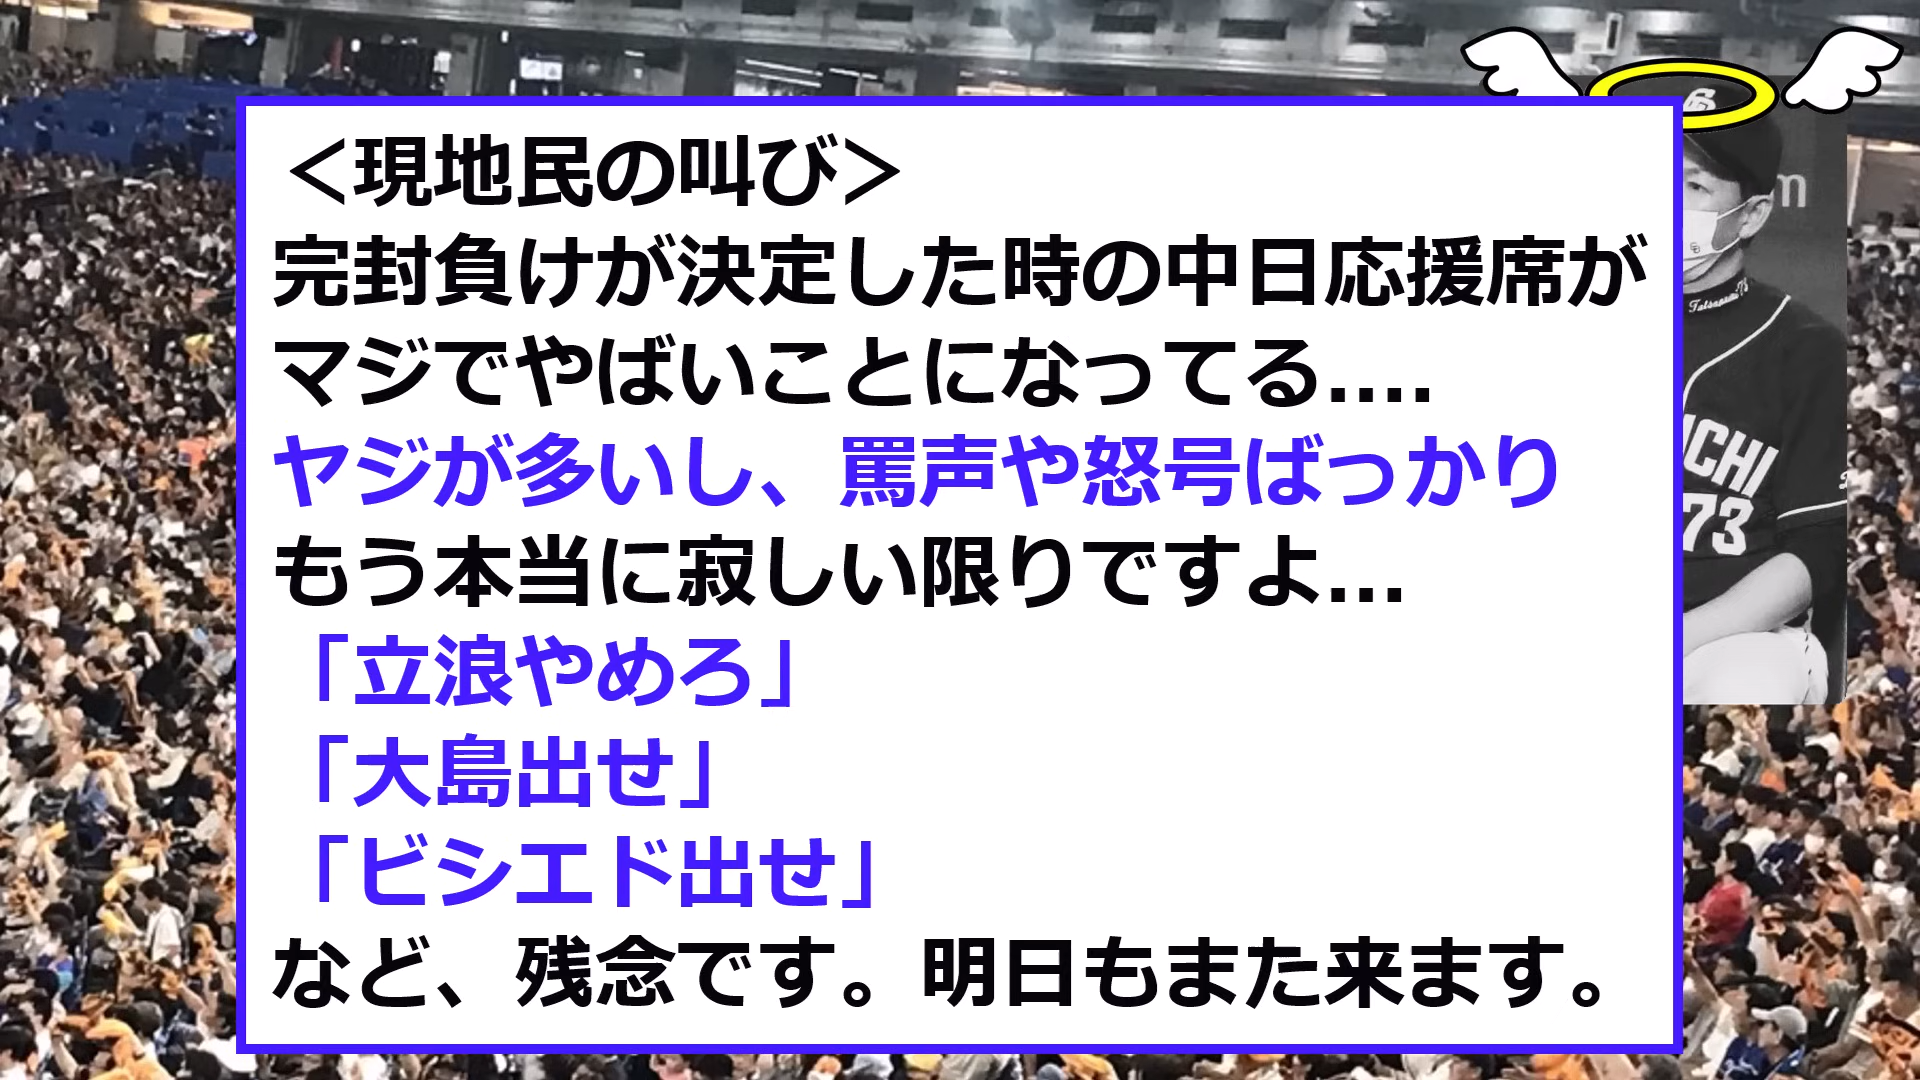 ＜現地民の叫び＞
完封負けが決定した時の中日応援席が
マジでやばいことになってる....
ヤジが多いし、罵声や怒号ばっかり
もう本当に寂しい限りですよ...
「立浪やめろ」
「大島出せ」
「ビシエド出せ」
など、残念です。明日もまた来ます。
m
ICHI
73